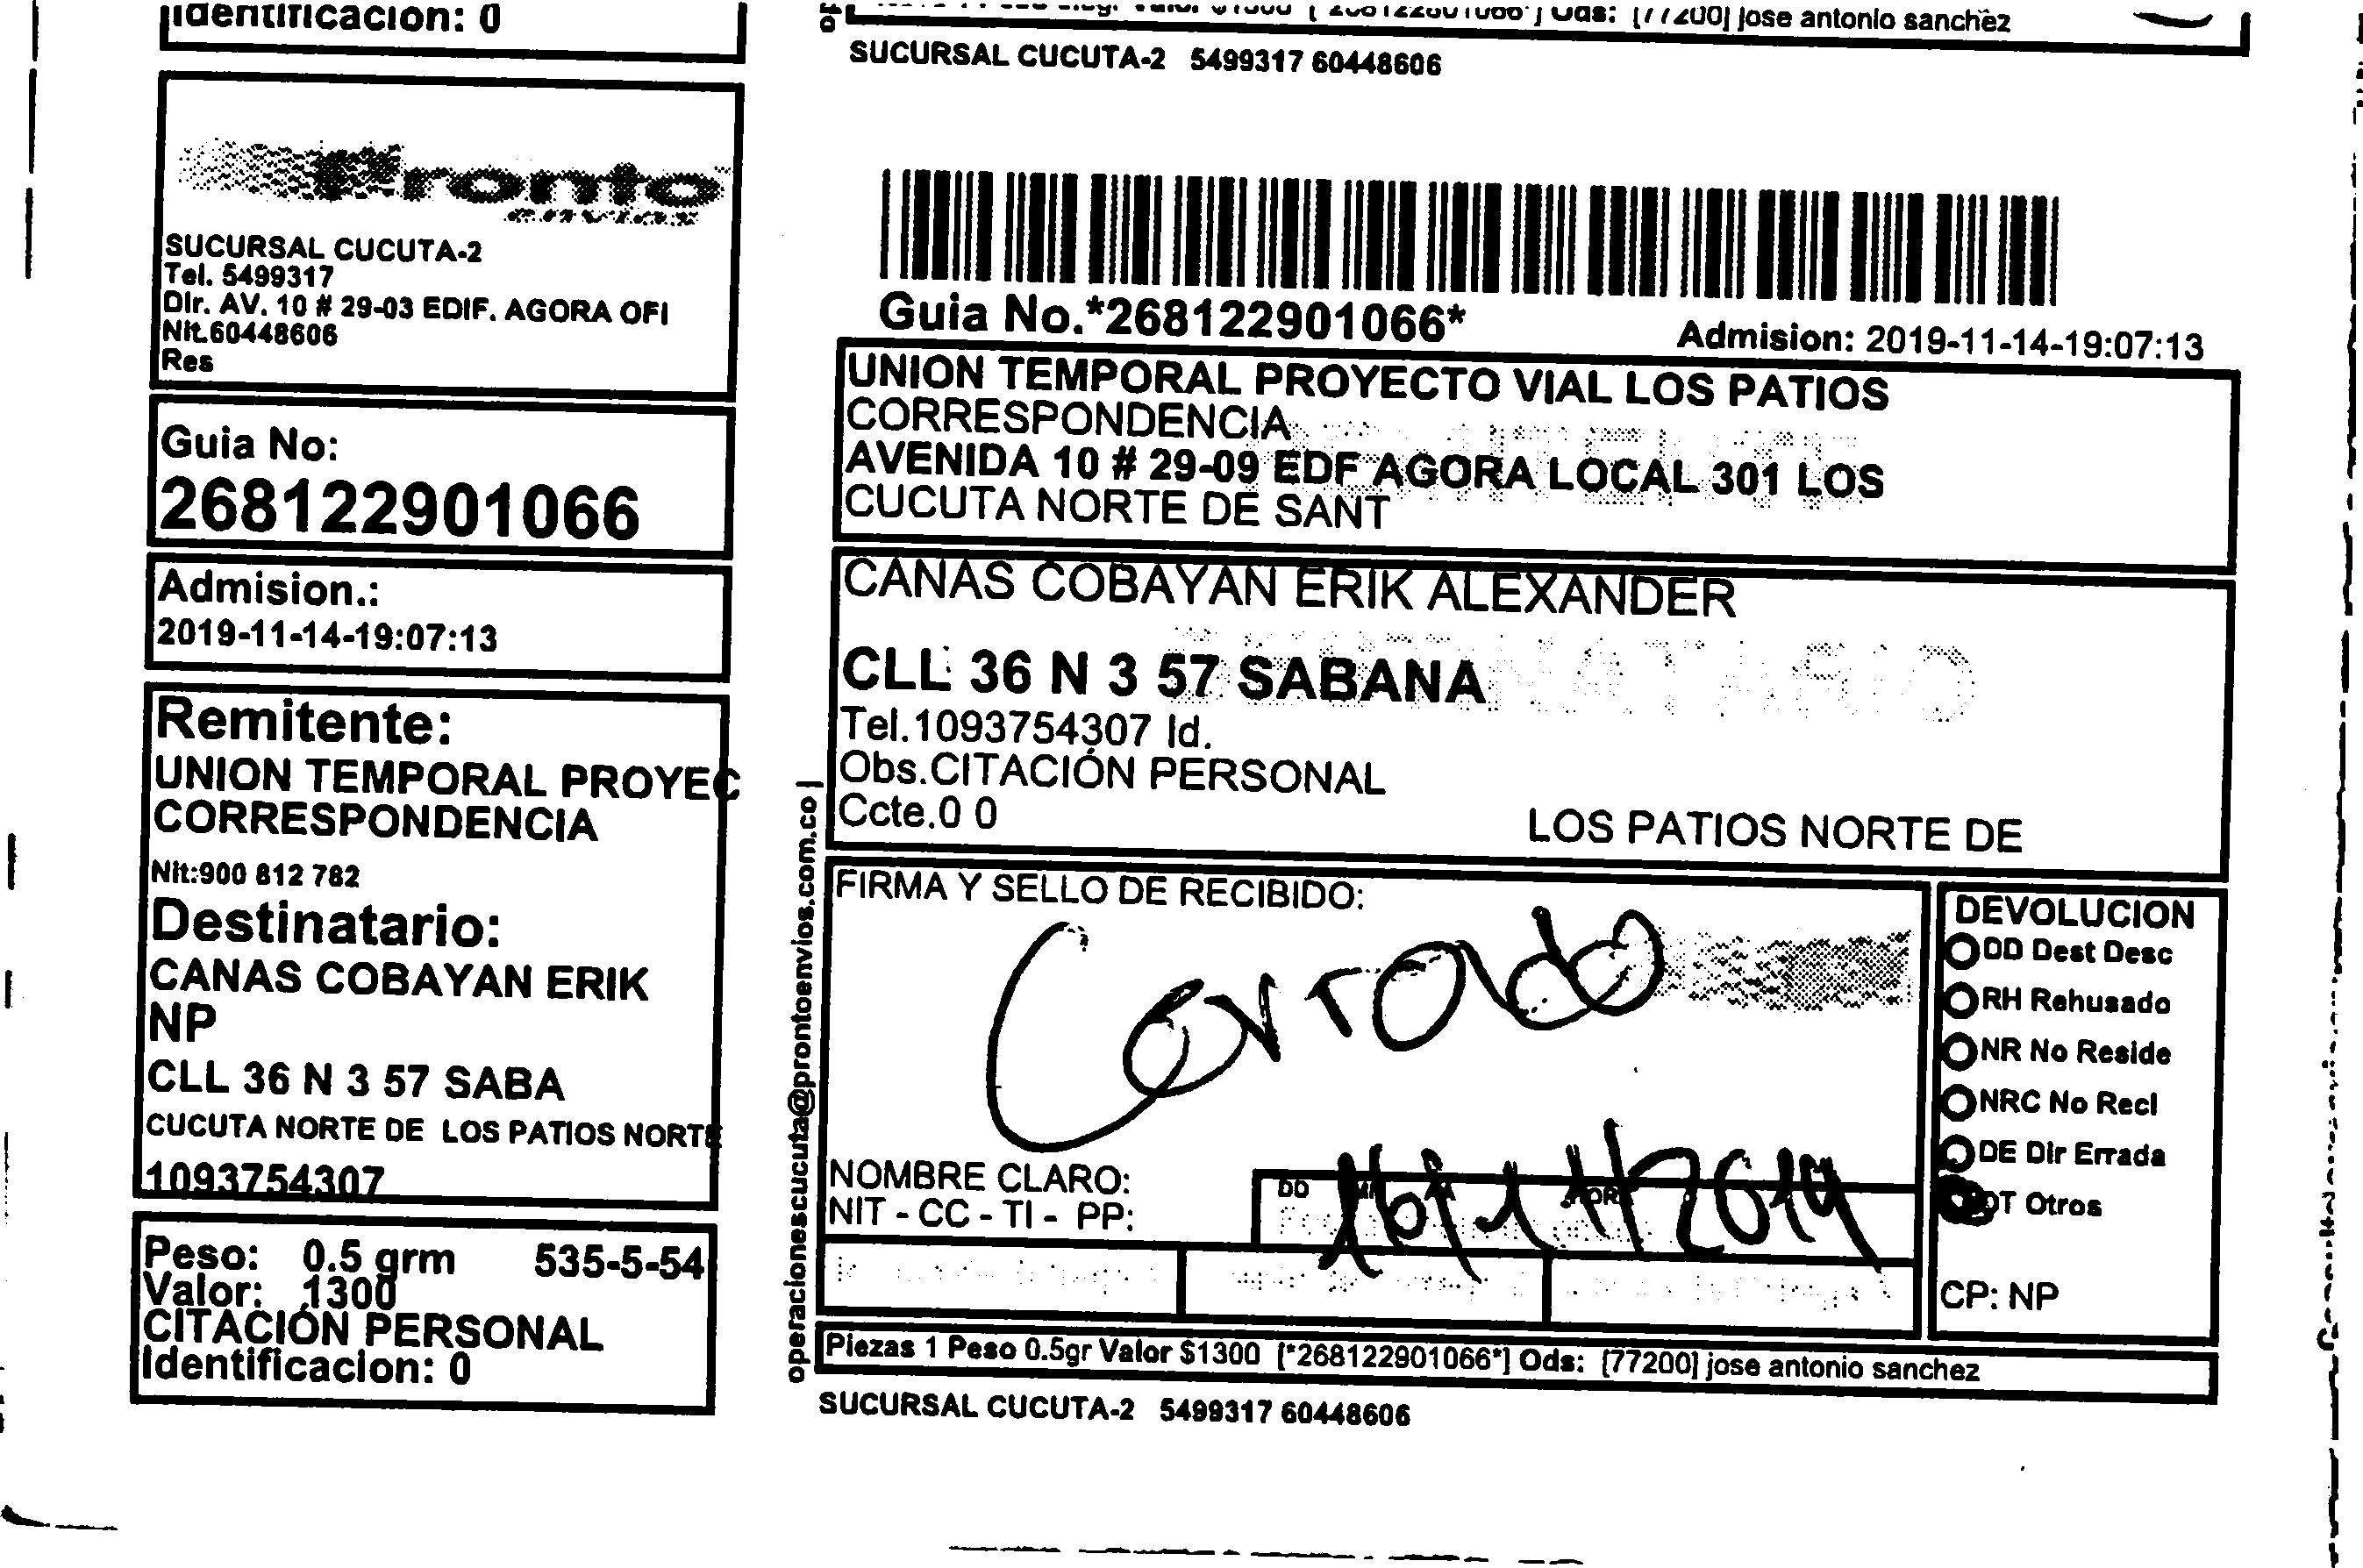 Identificacion: 0
Pronto
envios
SUCURSAL CUCUTA-2
Tel. 5499317
Dir. AV. 10 # 29-03 EDIF. AGORA OFI
Nit.60448606
Res
Guia No:
268122901066
Admision.:
2019-11-14-19:07:13
Remitente:
UNION TEMPORAL PROYEC
CORRESPONDENCIA
Nit:900 812 782
Destinatario:
CANAS COBAYAN ERIK
NP
CLL 36 N 3 57 SABA
CUCUTA NORTE DE LOS PATIOS NORTE
1093754307
Peso: 0.5 grm 535-5-54
Valor: 1300
CITACIÓN PERSONAL
Identificacion: 0
jose antonio sanchez
SUCURSAL CUCUTA-2 5499317 60448606
Guia No.*268122901066*
Admision: 2019-11-14-19:07:13
UNION TEMPORAL PROYECTO VIAL LOS PATIOS
CORRESPONDENCIA
AVENIDA 10 # 29-09 EDF AGORA LOCAL 301 LOS
CUCUTA NORTE DE SANT
CANAS COBAYAN ERIK ALEXANDER
CLL 36 N 3 57 SABANA
Tel.1093754307 Id.
Obs.CITACIÓN PERSONAL
Ccte.0 0
LOS PATIOS NORTE DE
operacionescucuta@prontoenvios.com.co |
FIRMA Y SELLO DE RECIBIDO:
Cerrado
NOMBRE CLARO:
NIT - CC - TI - PP:
DD
16/11/2019
DEVOLUCION
DD Dest Desc
RH Rehusado
NR No Reside
NRC No Recl
DE Dir Errada
OT Otros
CP: NP
Piezas 1 Peso 0.5gr Valor $1300 [*268122901066*] Ods: [77200] jose antonio sanchez
SUCURSAL CUCUTA-2 5499317 60448606